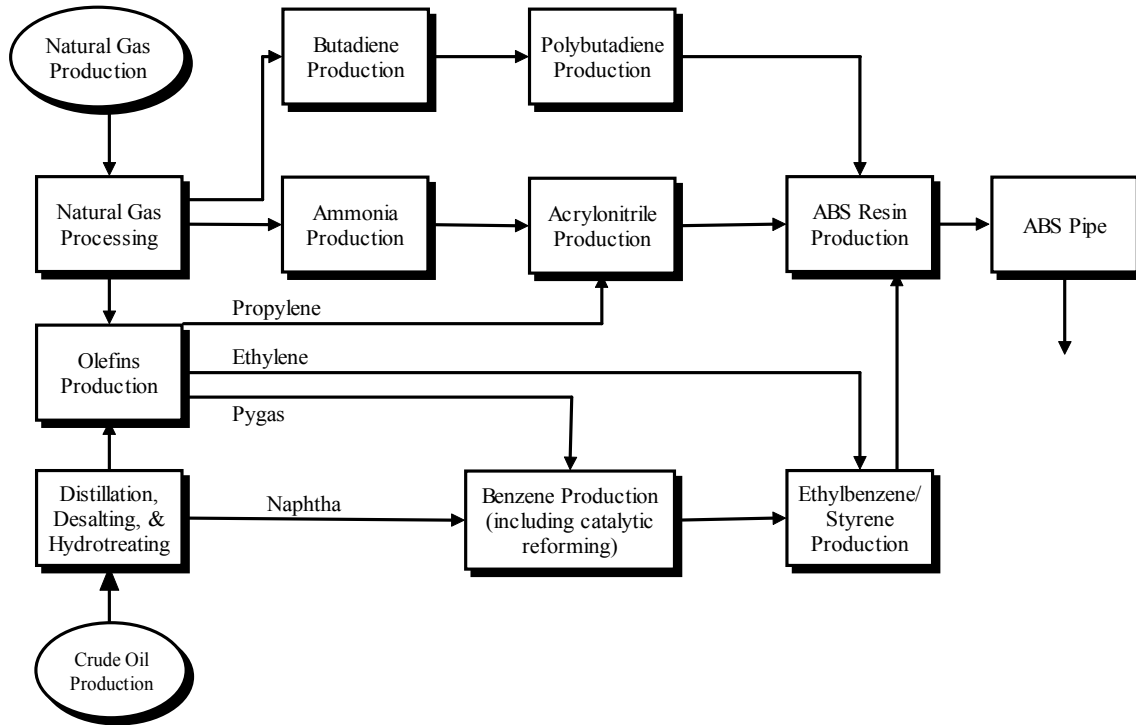 Natural Gas
Production
Butadiene
Production
Polybutadiene
Production
Natural Gas
Processing
Ammonia
Production
Acrylonitrile
Production
ABS Resin
Production
ABS Pipe
Propylene
Olefins
Production
Ethylene
Pygas
Distillation,
Desalting, &
Hydrotreating
Naphtha
Benzene Production
(including catalytic
reforming)
Ethylbenzene/
Styrene
Production
Crude Oil
Production